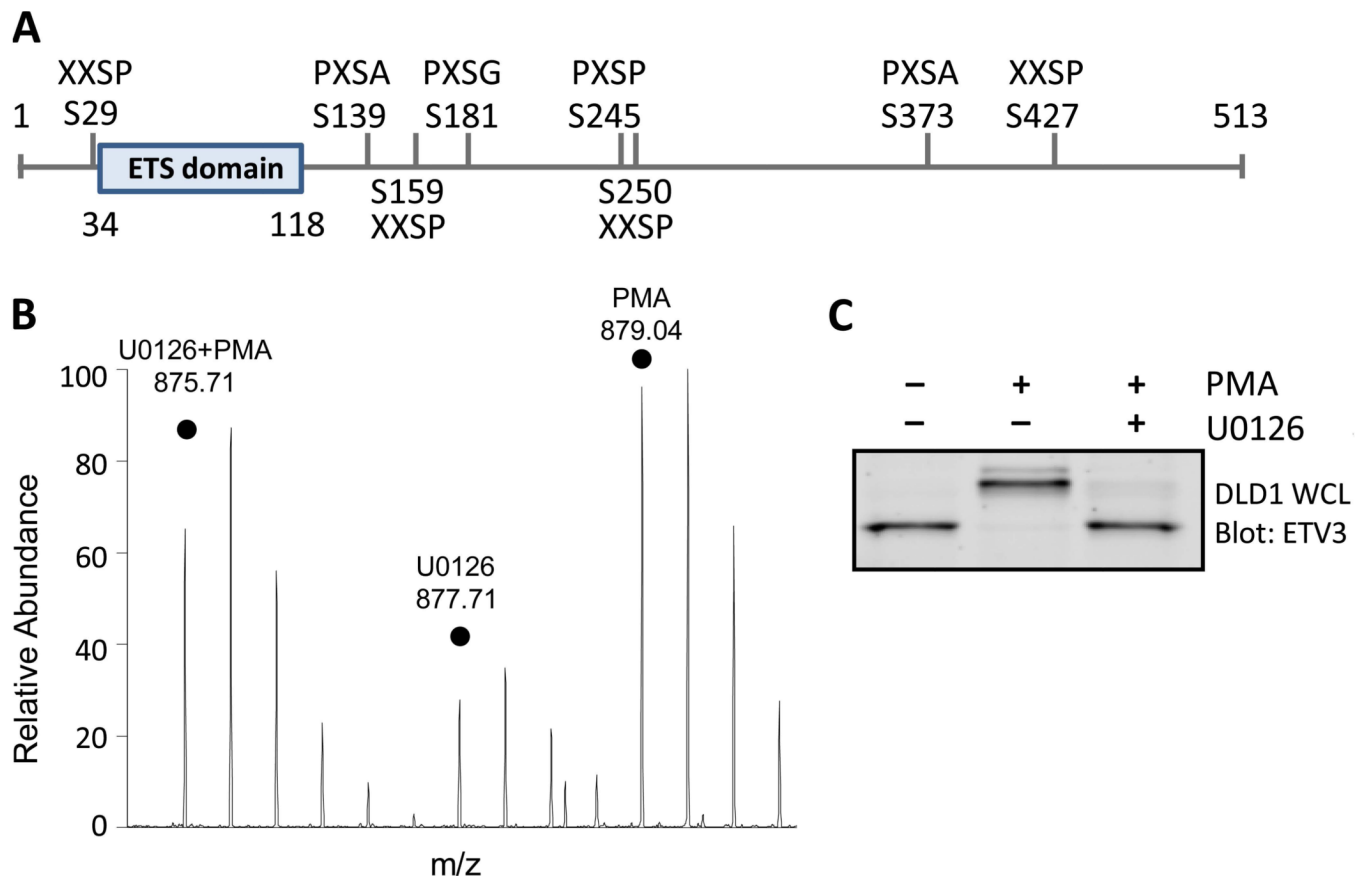 A
XXSP PXSA PXSG PXSP PXSA XXSP
1 S29 S139 S181 S245 S373 S427 513
ETS domain
S159 S250
34 118 XXSP XXSP
B
PMA
879.04
U0126+PMA
875.71
U0126
877.71
100
80
60
40
20
0
Relative Abundance
m/z
C
– + + PMA
– – + U0126
DLD1 WCL
Blot: ETV3